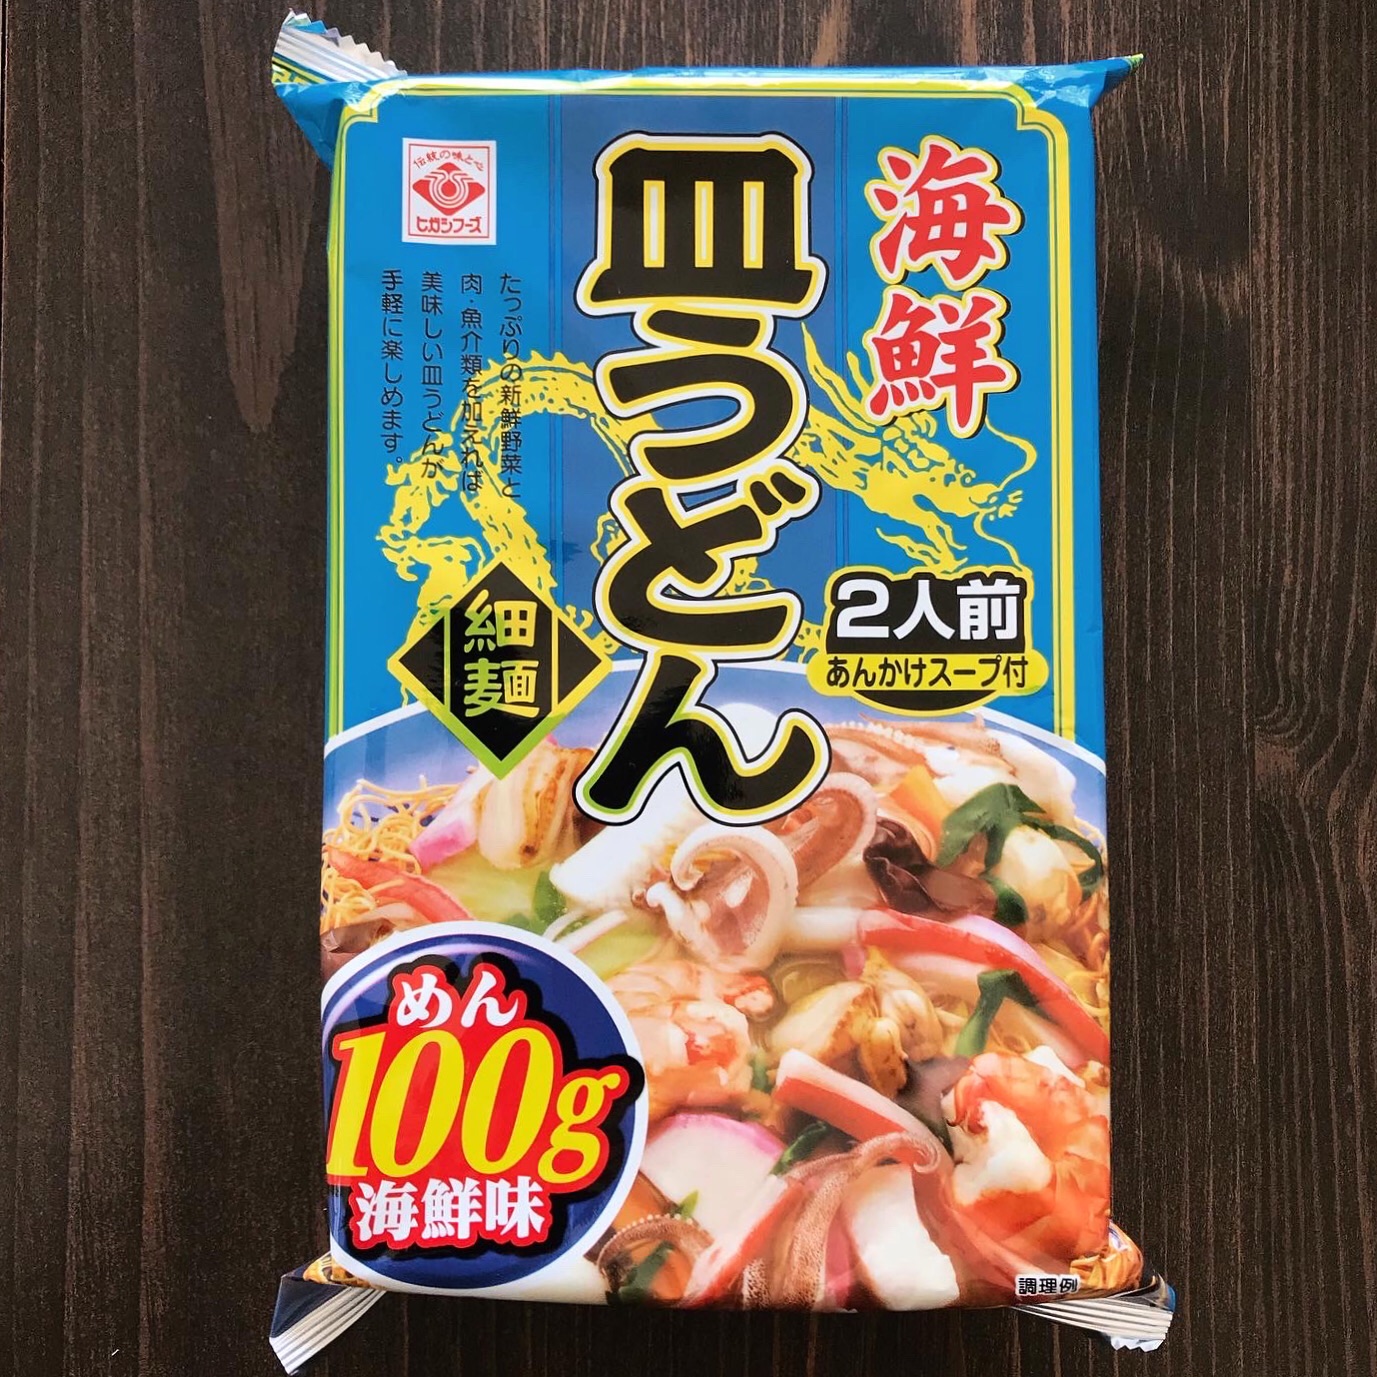 海鮮
皿うどん
伝統の味と心
ヒガシフーズ
たっぷりの新鮮野菜と
肉・魚介類を加えれば
美味しい皿うどんが
手軽に楽しめます。
細麺
2人前
あんかけスープ付
めん
100g
海鮮味
調理例